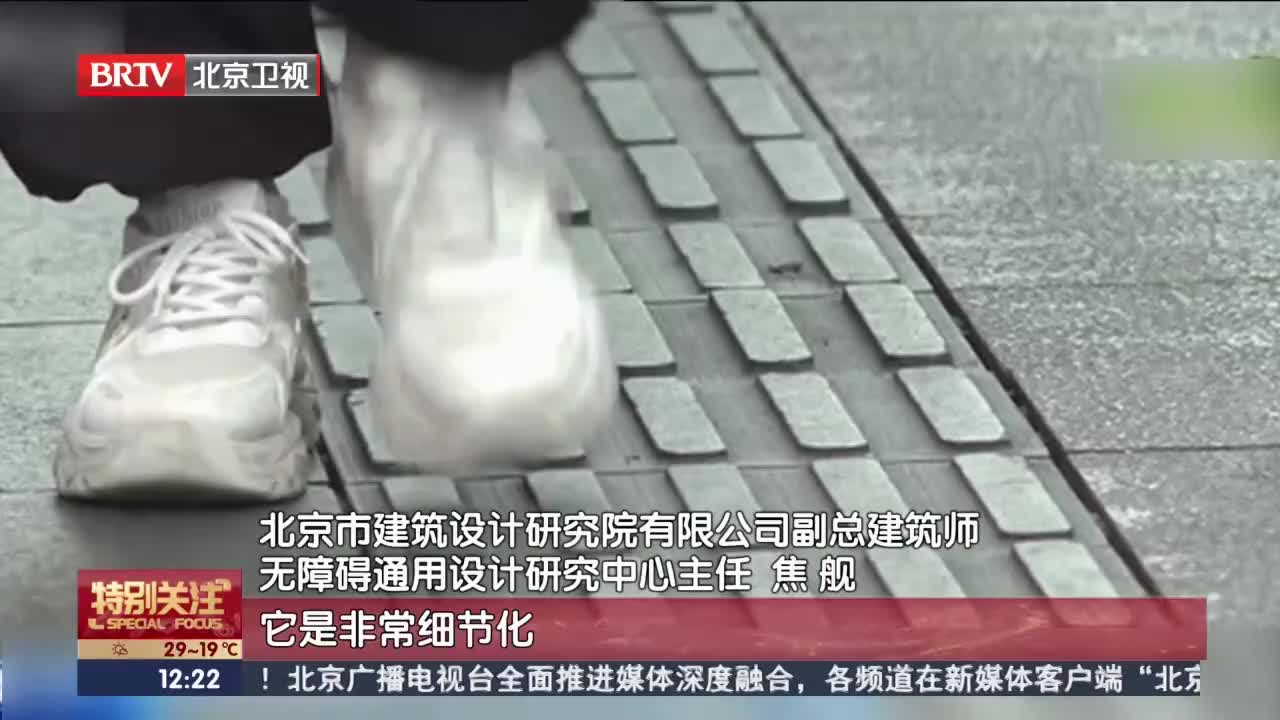 BRTV 北京卫视
北京市建筑设计研究院有限公司副总建筑师
无障碍通用设计研究中心主任 焦 舰
特别关注
SPECIAL FOCUS
它是非常细节化
29~19℃
12:22
！北京广播电视台全面推进媒体深度融合，各频道在新媒体客户端“北京